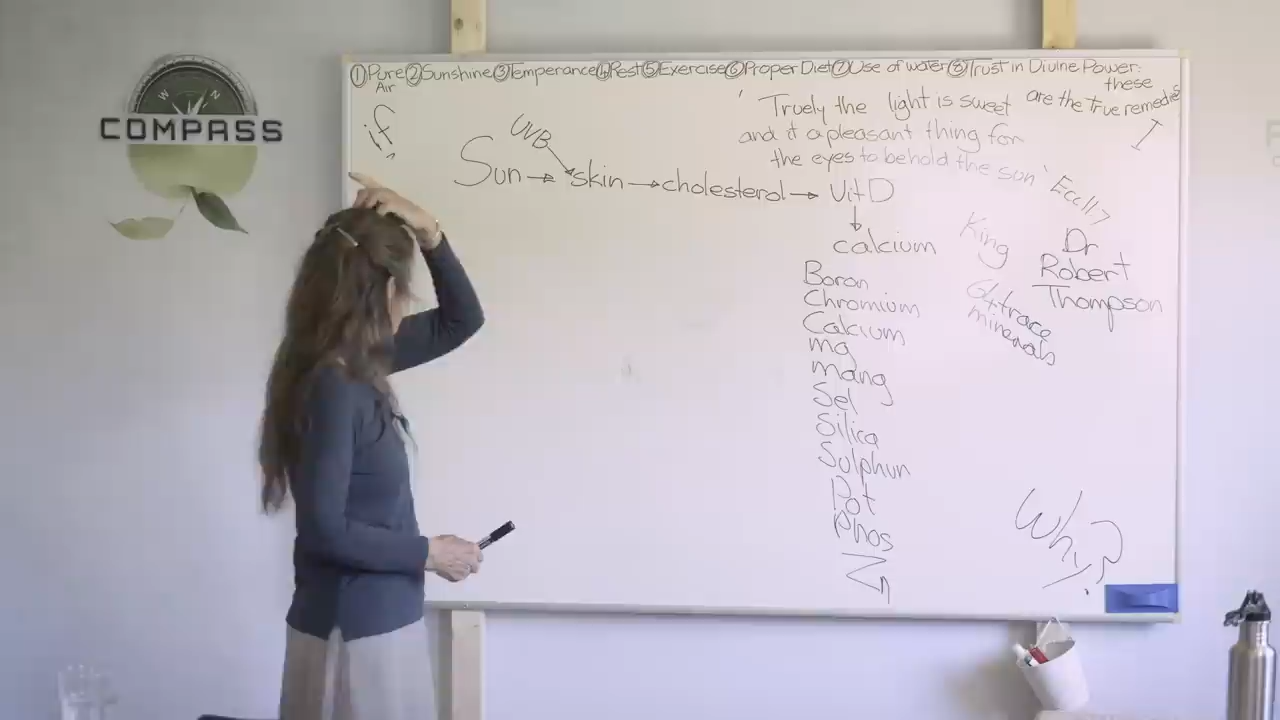 W N
COMPASS
①Pure ②Sunshine ③Temperance ④Rest ⑤Exercise ⑥Proper Diet ⑦Use of water ⑧Trust in Divine Power:
Air
these
are the true remedies
"if"
' Truely the light is sweet
and it a pleasant thing for
the eyes to behold the sun' Eccl 11 7
UVB
Sun → skin → cholesterol → Vit D
calcium
Boron
Chromium
Calcium
mg
mang
Sel
Silica
Sulphur
Pot
Phos
Z
King
64 trace
minerals
Dr
Robert
Thompson
Why?